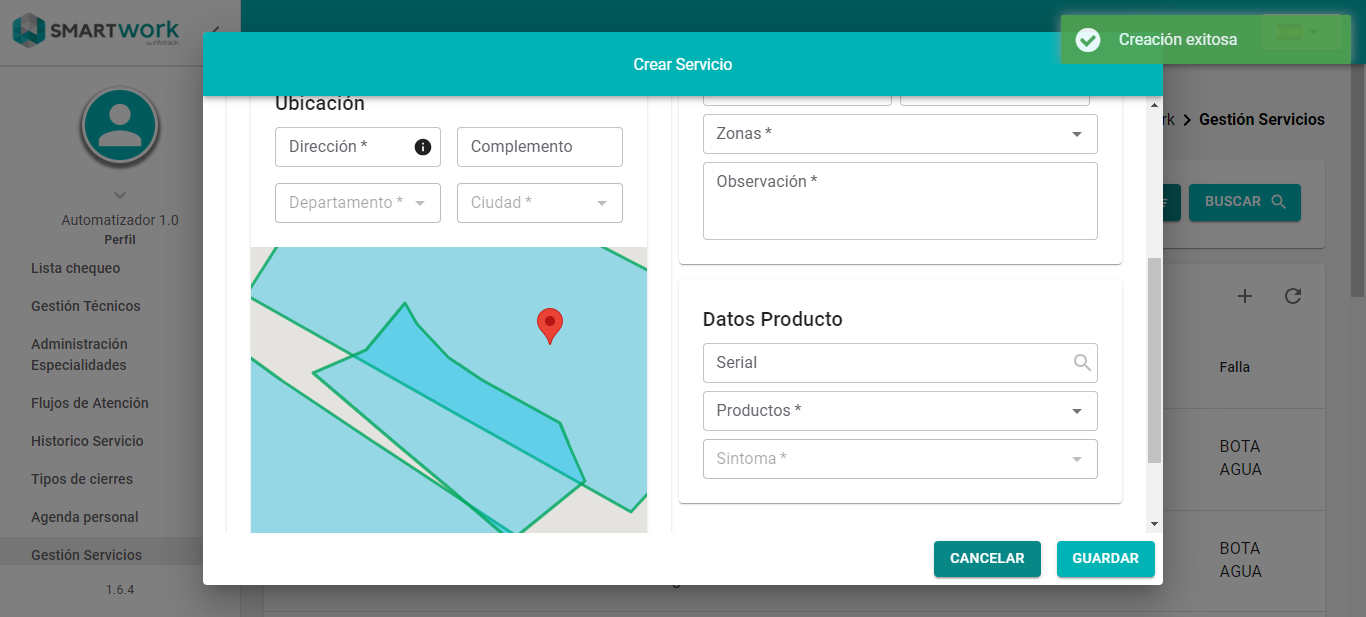 SMARTWORK
by infotrack
Creación exitosa
Crear Servicio
Gestión Servicios
BUSCAR
Automatizador 1.0
Perfil
Lista chequeo
Gestión Técnicos
Administración
Especialidades
Flujos de Atención
Historico Servicio
Tipos de cierres
Agenda personal
Gestión Servicios
1.6.4
Ubicación
Dirección *
Complemento
Departamento *
Ciudad *
Zonas *
Observación *
Datos Producto
Serial
Productos *
Sintoma *
CANCELAR
GUARDAR
Falla
BOTA
AGUA
BOTA
AGUA